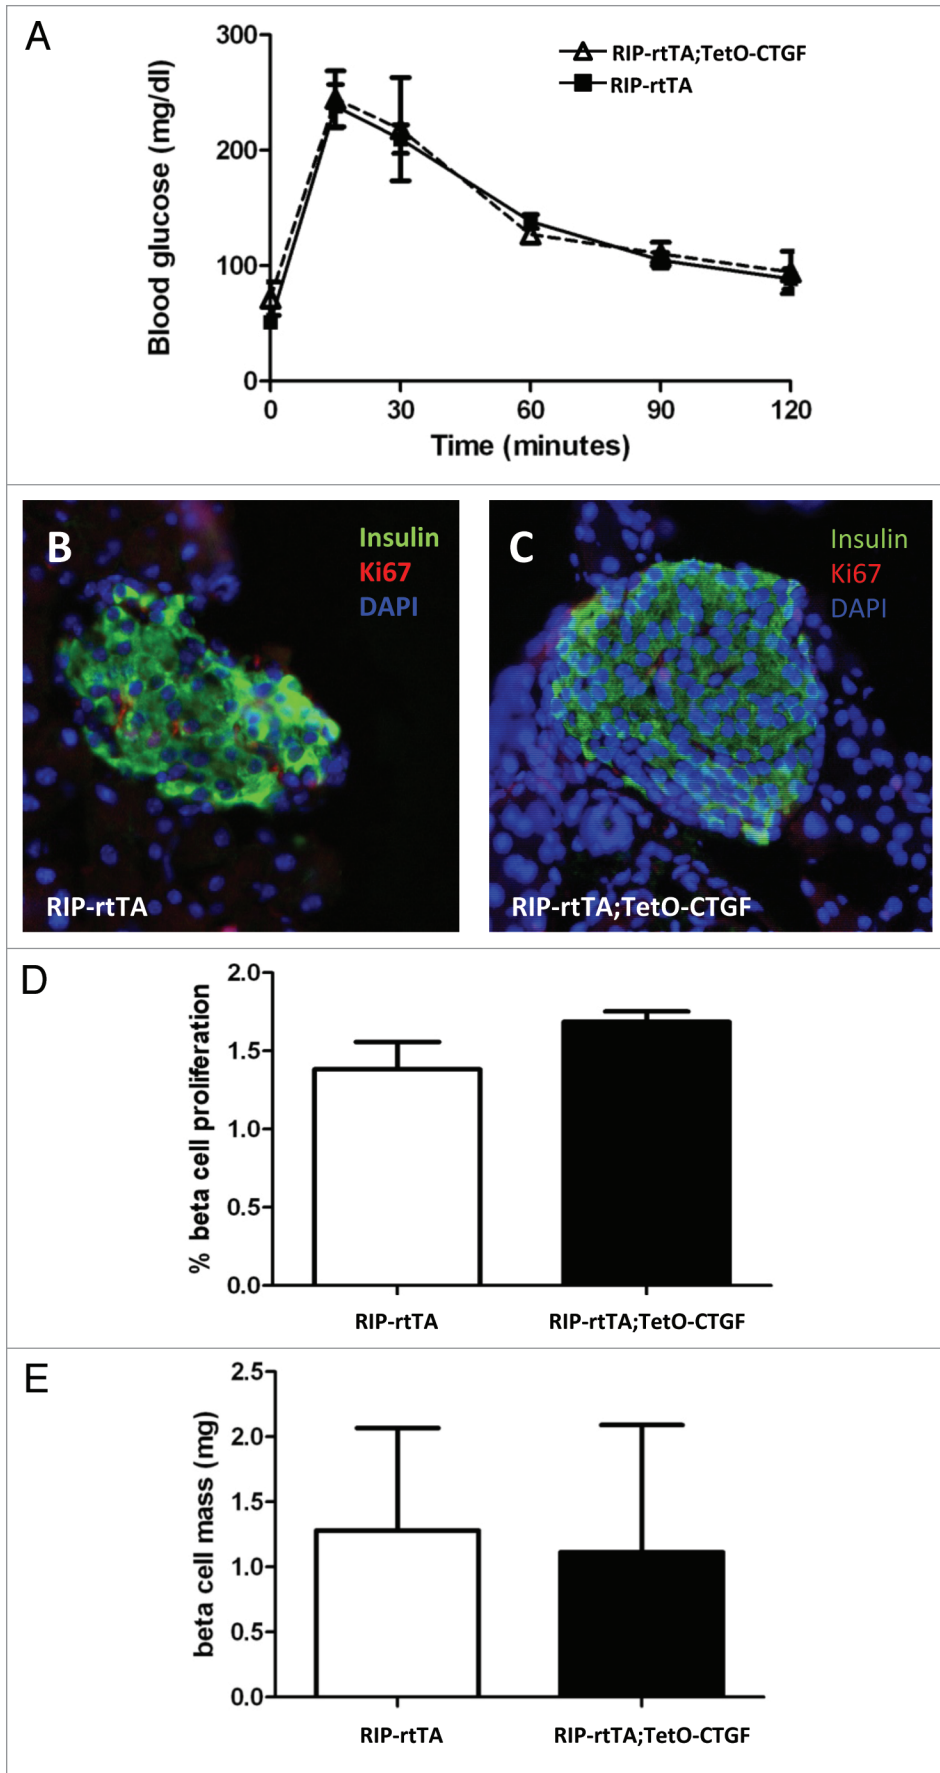 A
Blood glucose (mg/dl)
300
200
100
0
RIP-rtTA;TetO-CTGF
RIP-rtTA
0 30 60 90 120
Time (minutes)
B
Insulin
Ki67
DAPI
RIP-rtTA
C
Insulin
Ki67
DAPI
RIP-rtTA;TetO-CTGF
D
% beta cell proliferation
2.0
1.5
1.0
0.5
0.0
RIP-rtTA RIP-rtTA;TetO-CTGF
E
beta cell mass (mg)
2.5
2.0
1.5
1.0
0.5
0.0
RIP-rtTA RIP-rtTA;TetO-CTGF